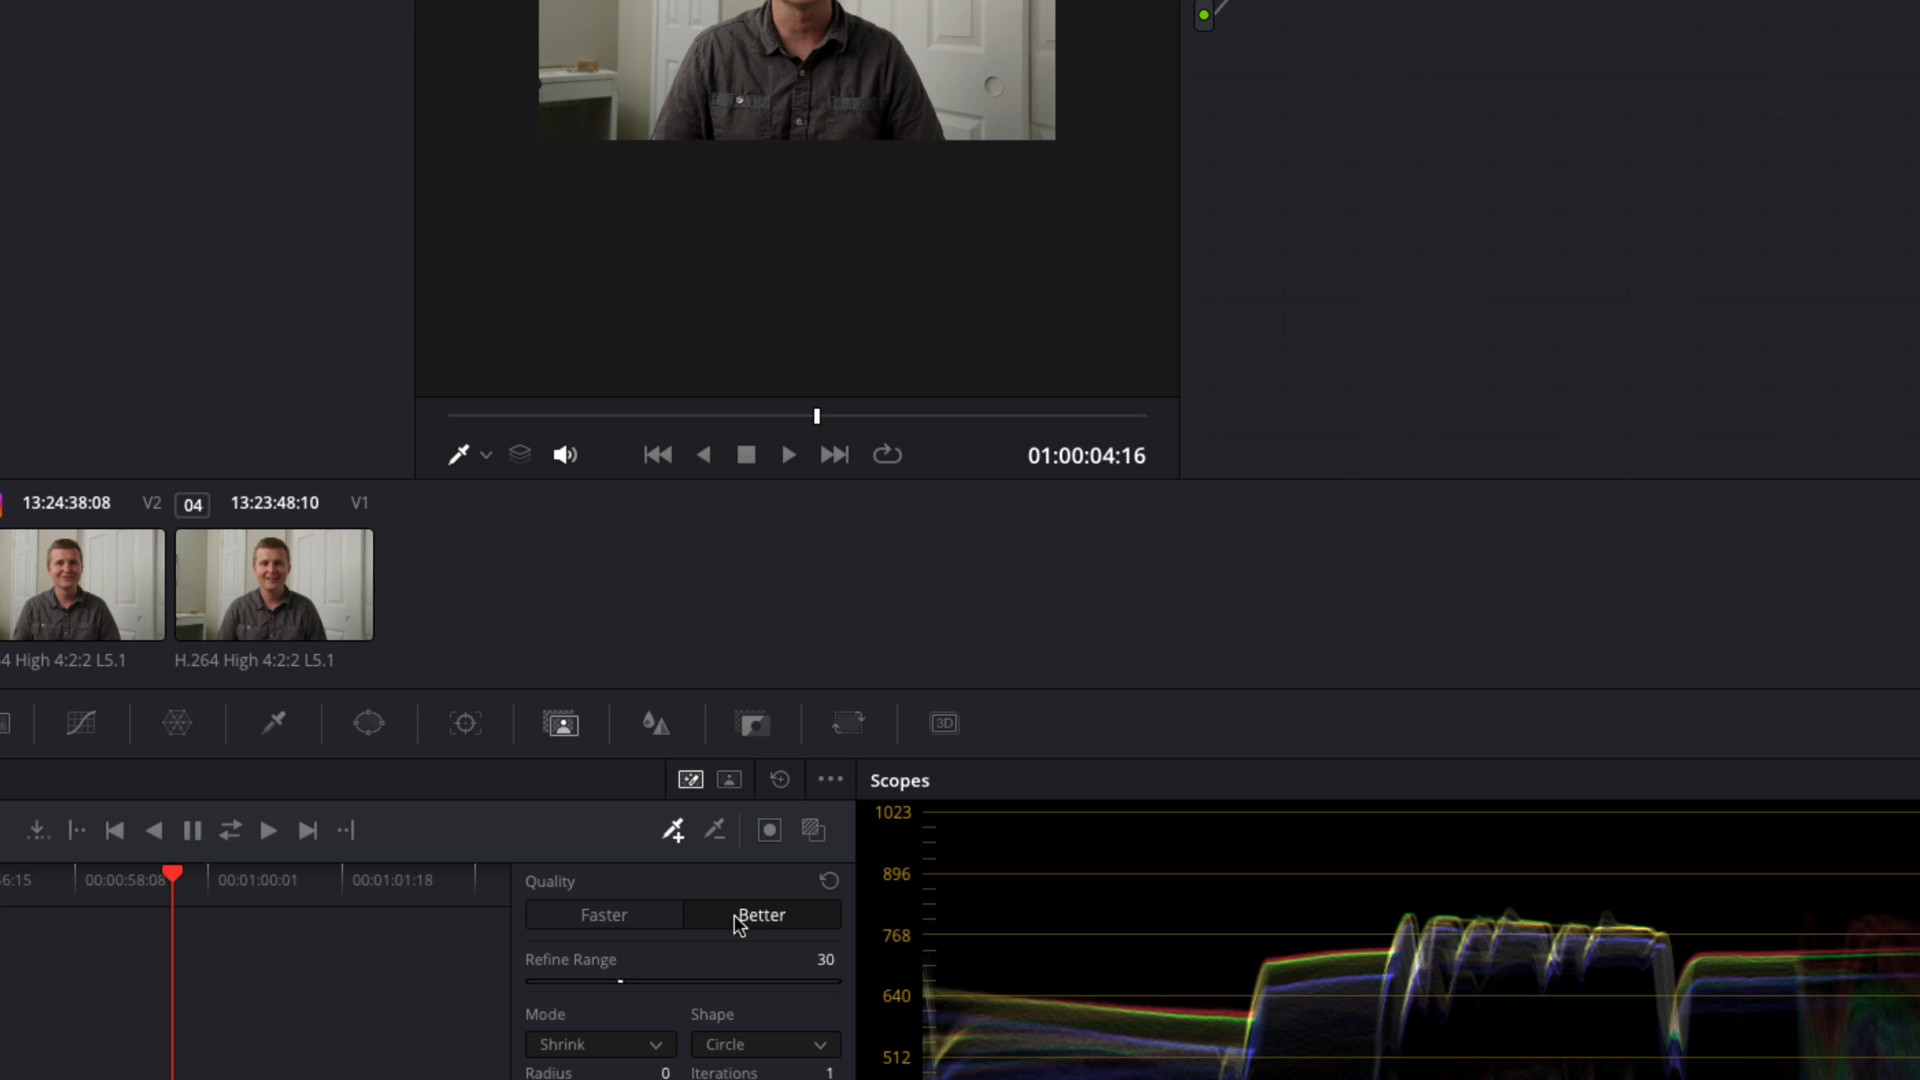 01:00:04:16
13:24:38:08 V2 04 13:23:48:10 V1
4 High 4:2:2 L5.1 H.264 High 4:2:2 L5.1
3D
Scopes
6:15 00:00:58:08 00:01:00:01 00:01:01:18
Quality
Faster Better
Refine Range 30
Mode Shape
Shrink Circle
Radius 0 Iterations 1
1023
896
768
640
512